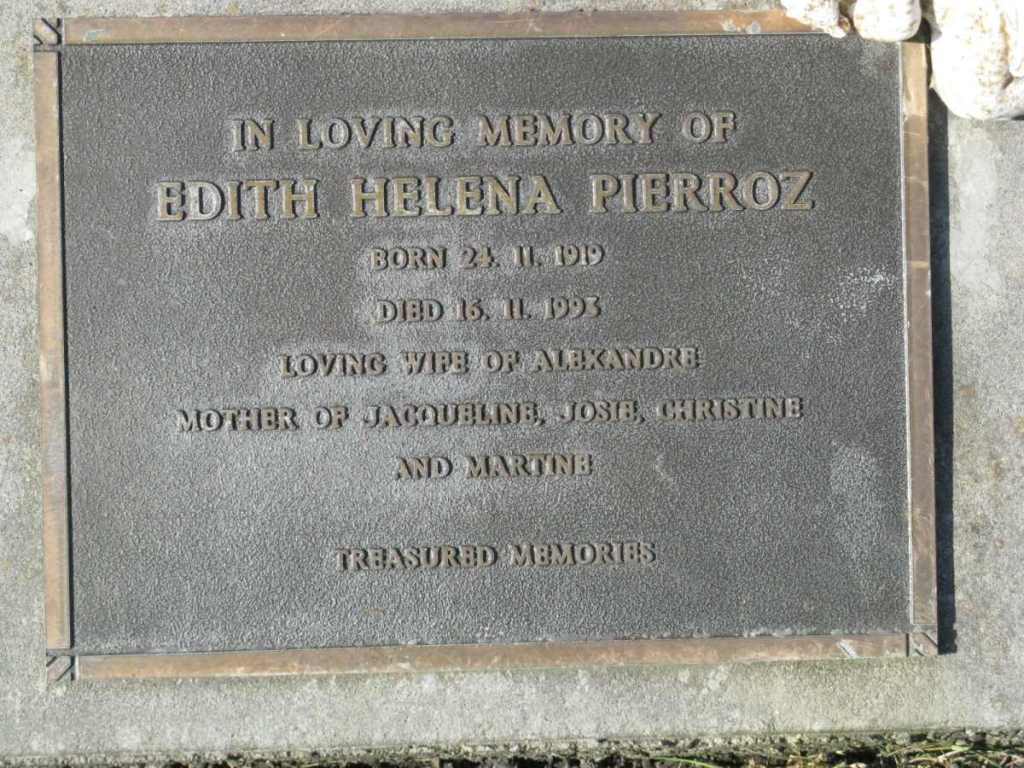 IN LOVING MEMORY OF
EDITH HELENA PIERROZ
BORN 24. 11. 1919
DIED 16. 11. 1993
LOVING WIFE OF ALEXANDRE
MOTHER OF JACQUELINE, JOSIE, CHRISTINE
AND MARTINE
TREASURED MEMORIES